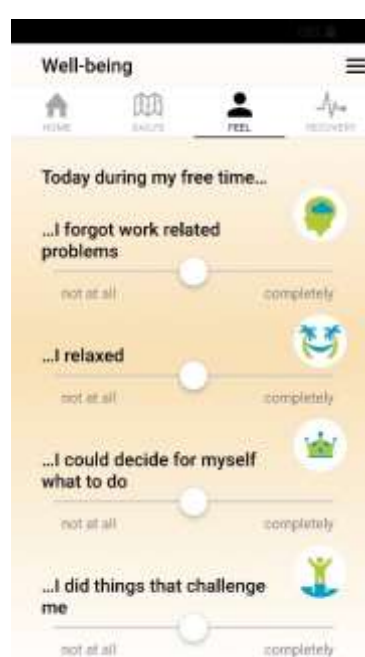 Well-being
HOME
FEEL
RECOVERY
Today during my free time...
...I forgot work related
problems
not at all completely
...I relaxed
not at all completely
...I could decide for myself
what to do
not at all completely
...I did things that challenge
me
not at all completely